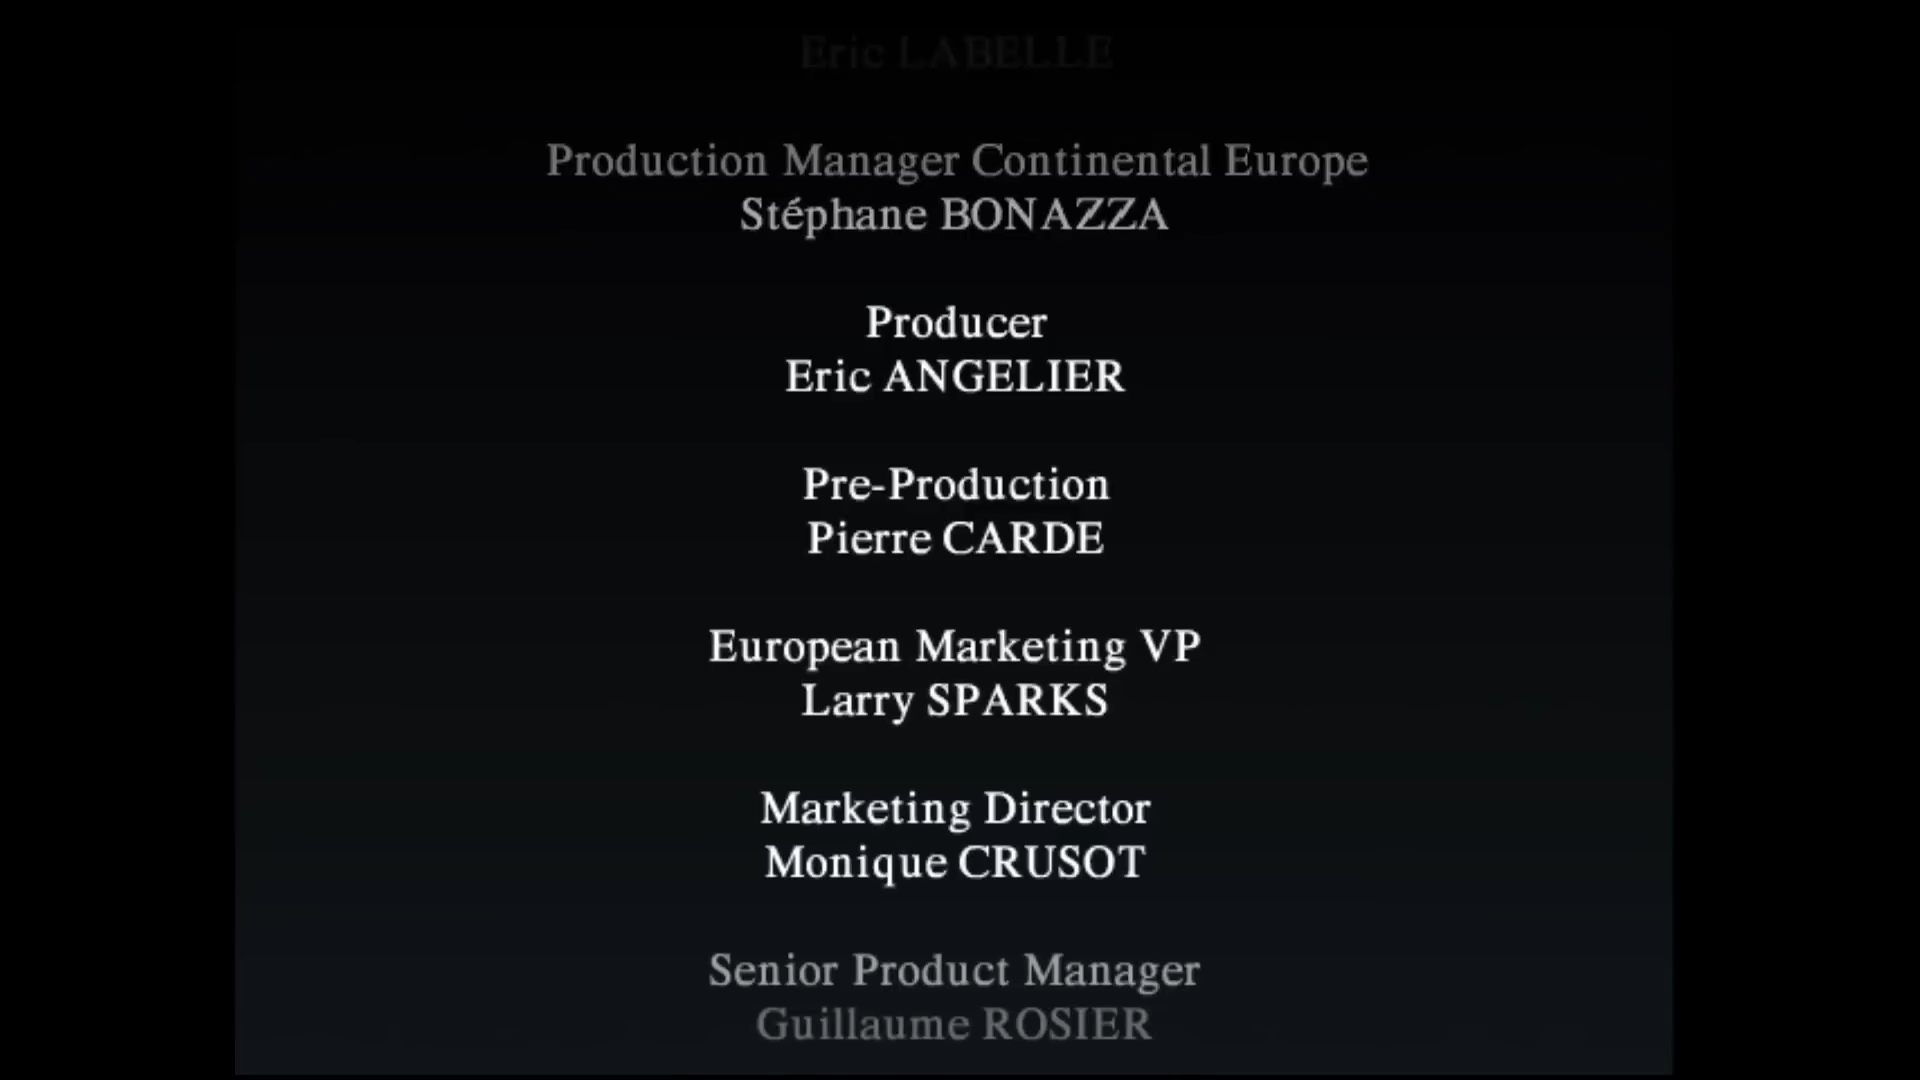 Eric LABELLE
Production Manager Continental Europe
Stéphane BONAZZA
Producer
Eric ANGELIER
Pre-Production
Pierre CARDE
European Marketing VP
Larry SPARKS
Marketing Director
Monique CRUSOT
Senior Product Manager
Guillaume ROSIER